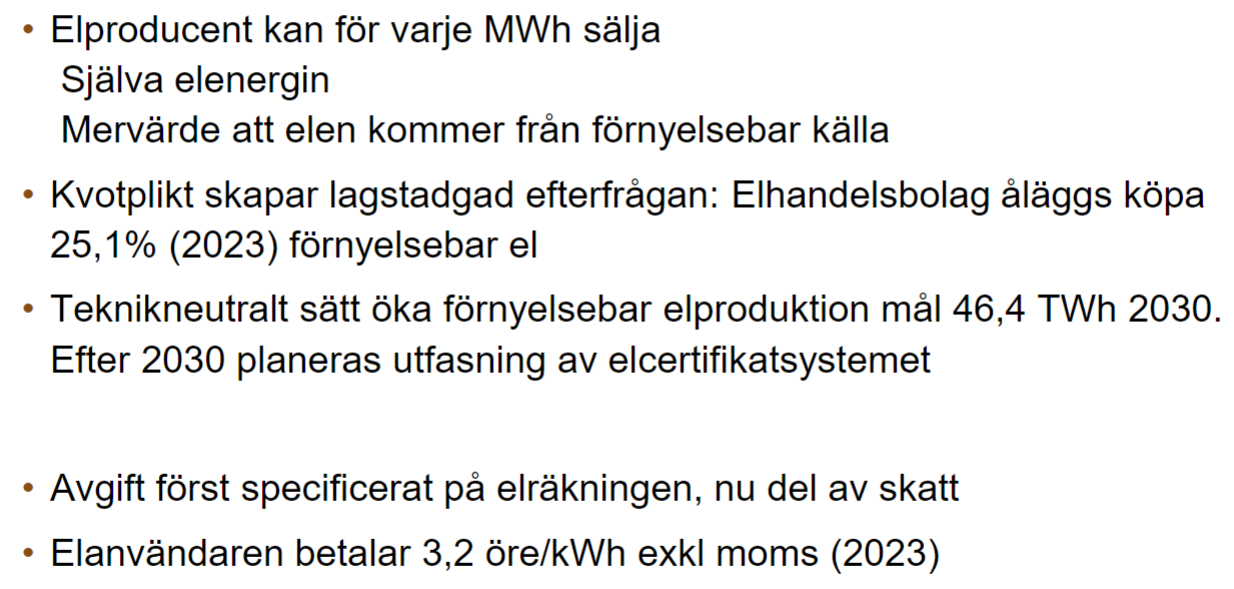 • Elproducent kan för varje MWh sälja
Själva elenergin
Mervärde att elen kommer från förnyelsebar källa
• Kvotplikt skapar lagstadgad efterfrågan: Elhandelsbolag åläggs köpa
25,1% (2023) förnyelsebar el
• Teknikneutralt sätt öka förnyelsebar elproduktion mål 46,4 TWh 2030.
Efter 2030 planeras utfasning av elcertifikatsystemet
• Avgift först specificerat på elräkningen, nu del av skatt
• Elanvändaren betalar 3,2 öre/kWh exkl moms (2023)